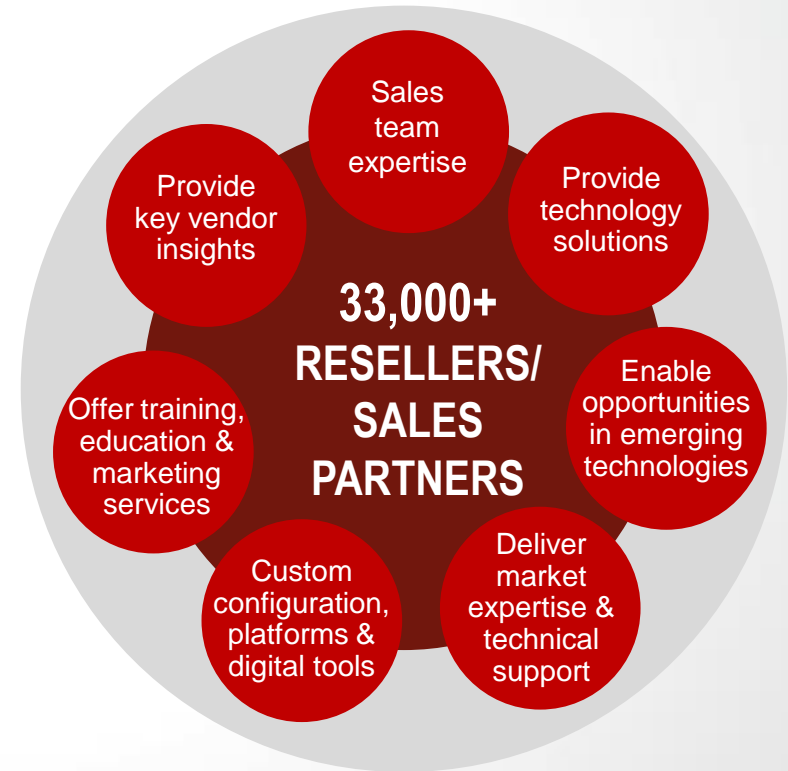 Sales
team
expertise
Provide
technology
solutions
Enable
opportunities
in emerging
technologies
Deliver
market
expertise &
technical
support
Custom
configuration,
platforms &
digital tools
Offer training,
education &
marketing
services
Provide
key vendor
insights
33,000+
RESELLERS/
SALES
PARTNERS